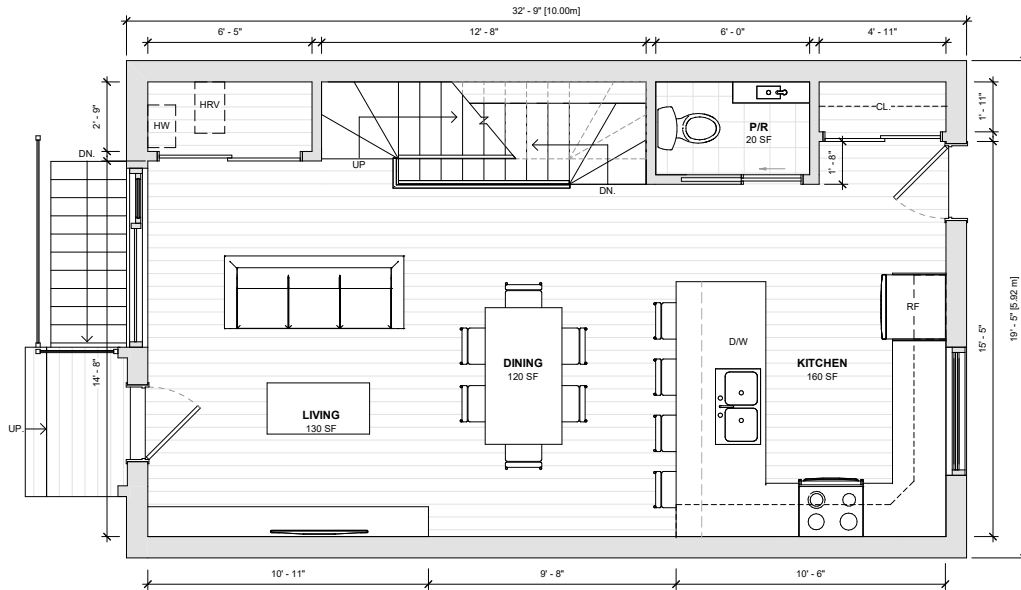 32' - 9" [10.00m]
6' - 5"
12' - 8"
6' - 0"
4' - 11"
2' - 9"
HRV
HW
P/R
20 SF
CL.
1' - 11"
1' - 8"
DN.
UP
DN.
RF
D/W
15' - 5"
19' - 5" [5.92 m]
DINING
120 SF
KITCHEN
160 SF
14' - 8"
LIVING
130 SF
UP.
10' - 11"
9' - 8"
10' - 6"